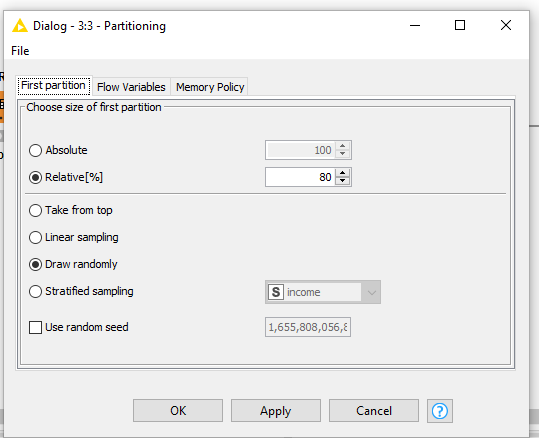 Dialog - 3:3 - Partitioning
File
First partition Flow Variables Memory Policy
Choose size of first partition
Absolute 100
Relative[%] 80
Take from top
Linear sampling
Draw randomly
Stratified sampling S income
Use random seed 1,655,808,056,8
OK Apply Cancel ?